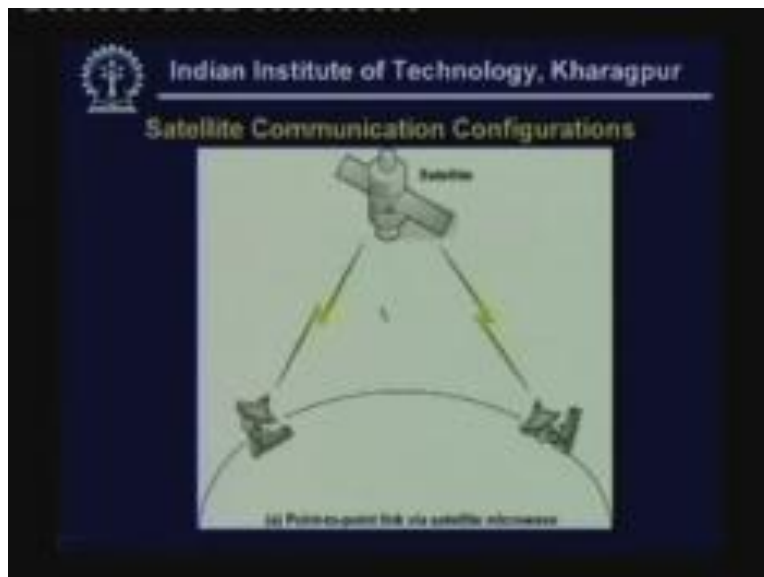 Indian Institute of Technology, Kharagpur
Satellite Communication Configurations
Satellite
(a) Point-to-point link via satellite microwave